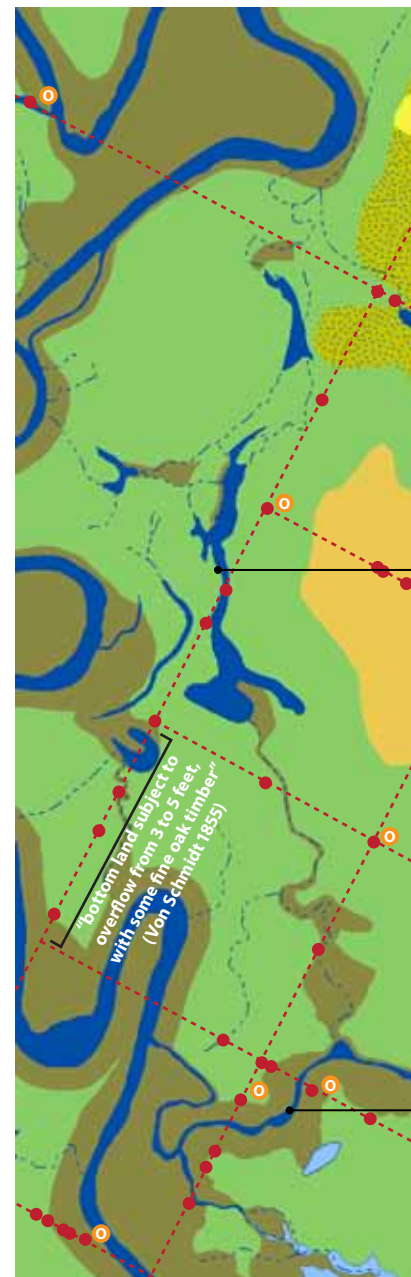 O
O
"bottom land subject to
overflow from 3 to 5 feet,
with some fine oak timber"
(Von Schmidt 1855)
O
O
O
O